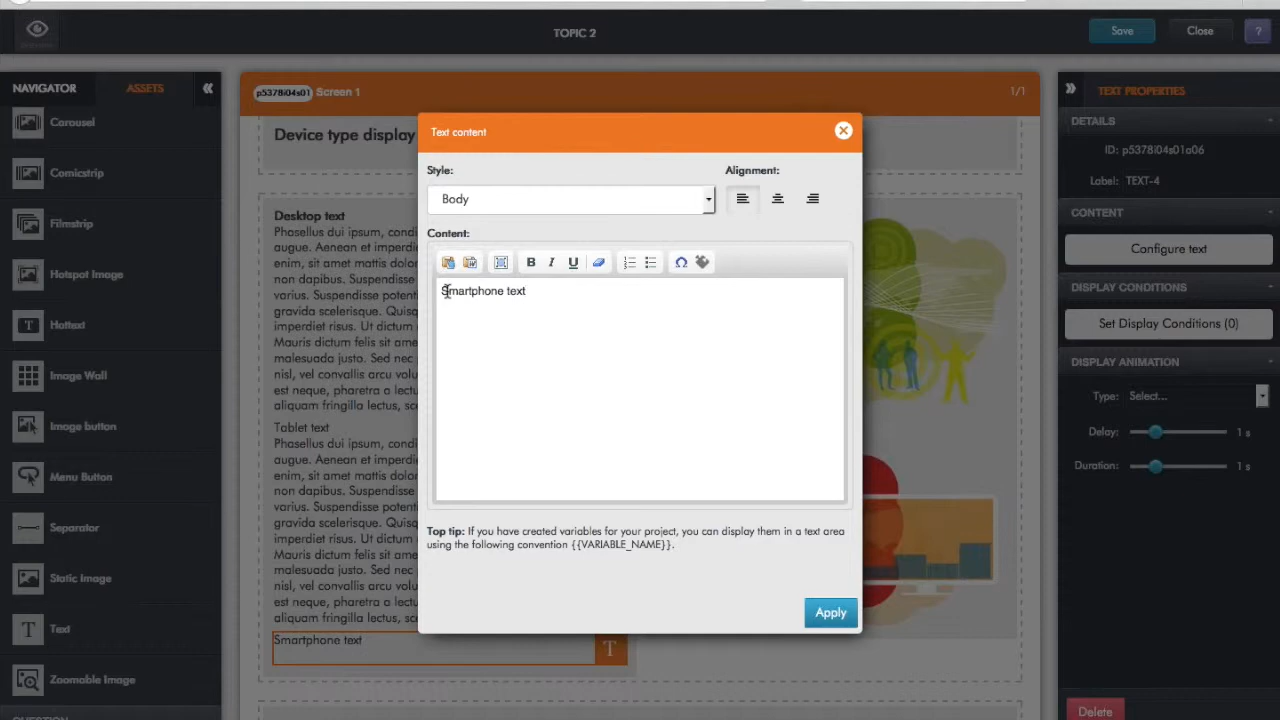 TOPIC 2
Save
Close
?
NAVIGATOR
ASSETS
Carousel
Comicstrip
Filmstrip
Hotspot Image
Hottext
Image Wall
Image button
Menu Button
Separator
Static Image
Text
Zoomable Image
p5378i04s01 Screen 1
1/1
Device type display
Desktop text
Phasellus dui ipsum, condi
augue. Aenean et imperdie
sem, sit amet mattis diam
non dapibus. Suspendisse
varius. Suspendisse potenti
gravida scelerisque. Quisq
imperdiet risus. Ut dictum
Mauris dictum felis sit ame
malesuada justo. Sed nec
nisl, vel convallis arcu volu
est neque, pharetra a lectu
aliquam fringilla lectus, sce
Tablet text
Phasellus dui ipsum, condi
augue. Aenean et imperdi
sem, sit amet mattis diam
non dapibus. Suspendisse
varius. Suspendisse potent
gravida scelerisque. Quisq
imperdiet risus. Ut dictum
Mauris dictum felis sit ame
malesuada justo. Sed nec
nisl, vel convallis arcu volu
est neque, pharetra a lectu
aliquam fringilla lectus, sce
Smartphone text
T
Text content
Style:
Alignment:
Body
Content:
B I U
Smartphone text
Top tip: If you have created variables for your project, you can display them in a text area
using the following convention {{VARIABLE_NAME}}.
Apply
TEXT PROPERTIES
DETAILS
ID: p5378i04s01a06
Label: TEXT-4
CONTENT
Configure text
DISPLAY CONDITIONS
Set Display Conditions (0)
DISPLAY ANIMATION
Type: Select...
Delay: 1 s
Duration: 1 s
Delete